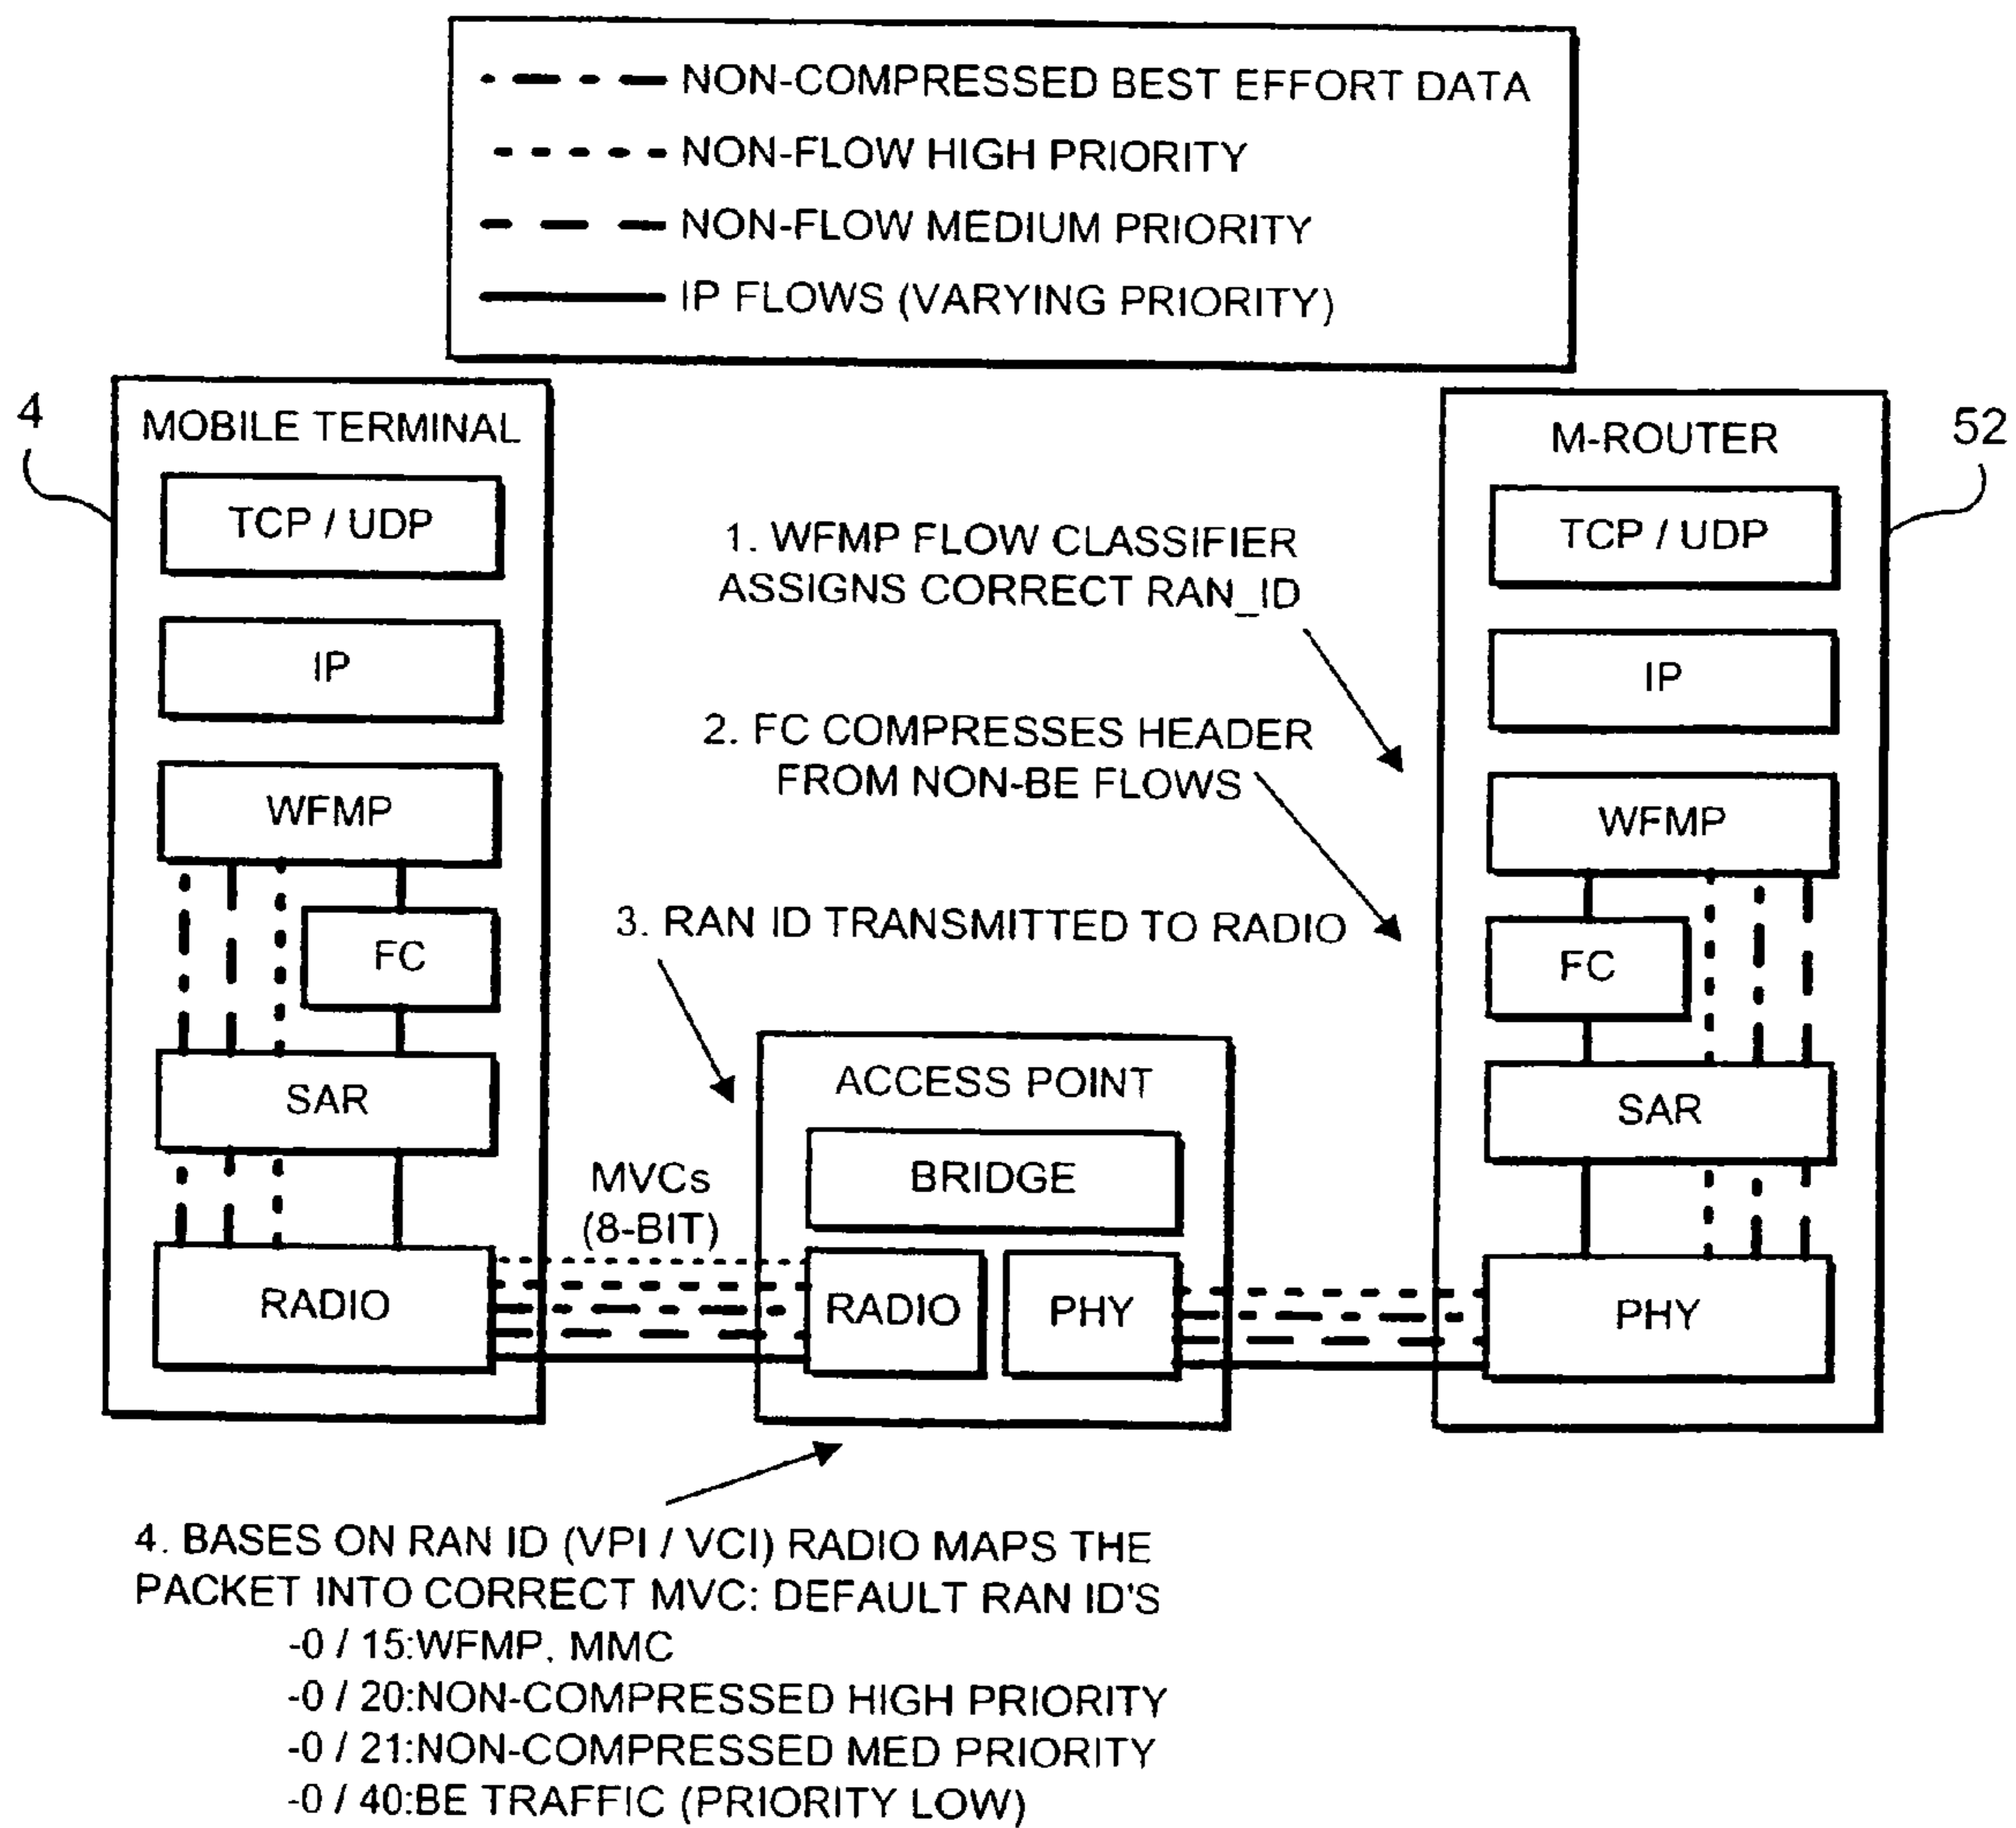 NON-COMPRESSED BEST EFFORT DATA
NON-FLOW HIGH PRIORITY
NON-FLOW MEDIUM PRIORITY
IP FLOWS (VARYING PRIORITY)
4
MOBILE TERMINAL
TCP / UDP
IP
WFMP
FC
SAR
RADIO
1. WFMP FLOW CLASSIFIER
ASSIGNS CORRECT RAN_ID
2. FC COMPRESSES HEADER
FROM NON-BE FLOWS
3. RAN ID TRANSMITTED TO RADIO
MVCs
(8-BIT)
ACCESS POINT
BRIDGE
RADIO
PHY
52
M-ROUTER
TCP / UDP
IP
WFMP
FC
SAR
PHY
4. BASES ON RAN ID (VPI / VCI) RADIO MAPS THE
PACKET INTO CORRECT MVC: DEFAULT RAN ID'S
-0 / 15:WFMP, MMC
-0 / 20:NON-COMPRESSED HIGH PRIORITY
-0 / 21:NON-COMPRESSED MED PRIORITY
-0 / 40:BE TRAFFIC (PRIORITY LOW)